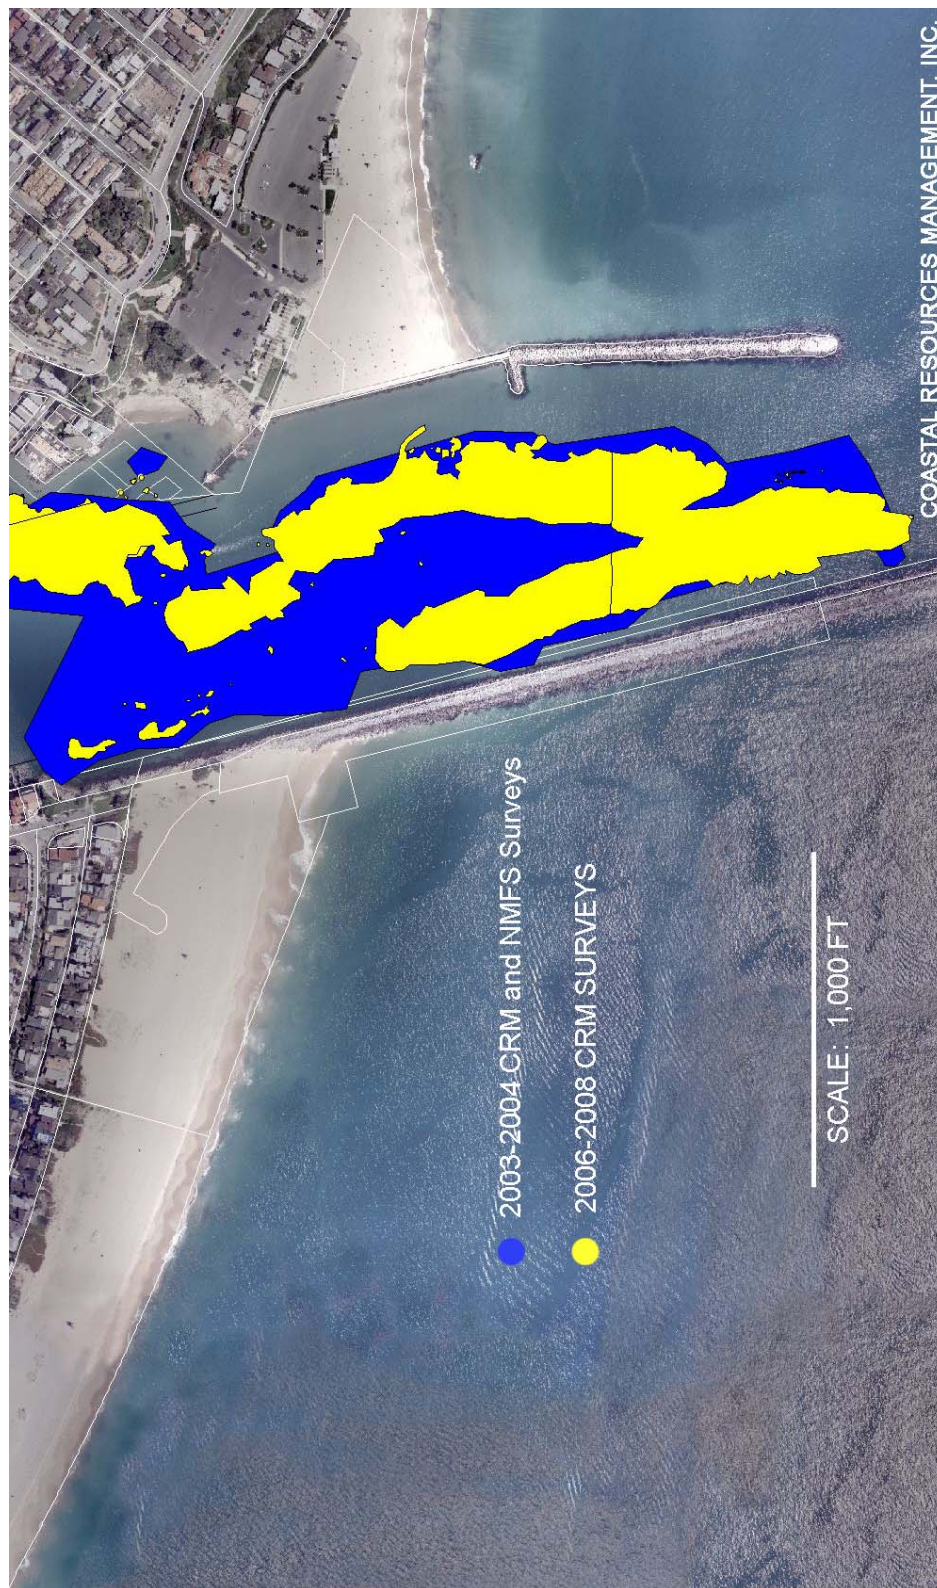 2003-2004 CRM and NMFS Surveys
2006-2008 CRM SURVEYS
SCALE: 1,000 FT
COASTAL RESOURCES MANAGEMENT, INC.